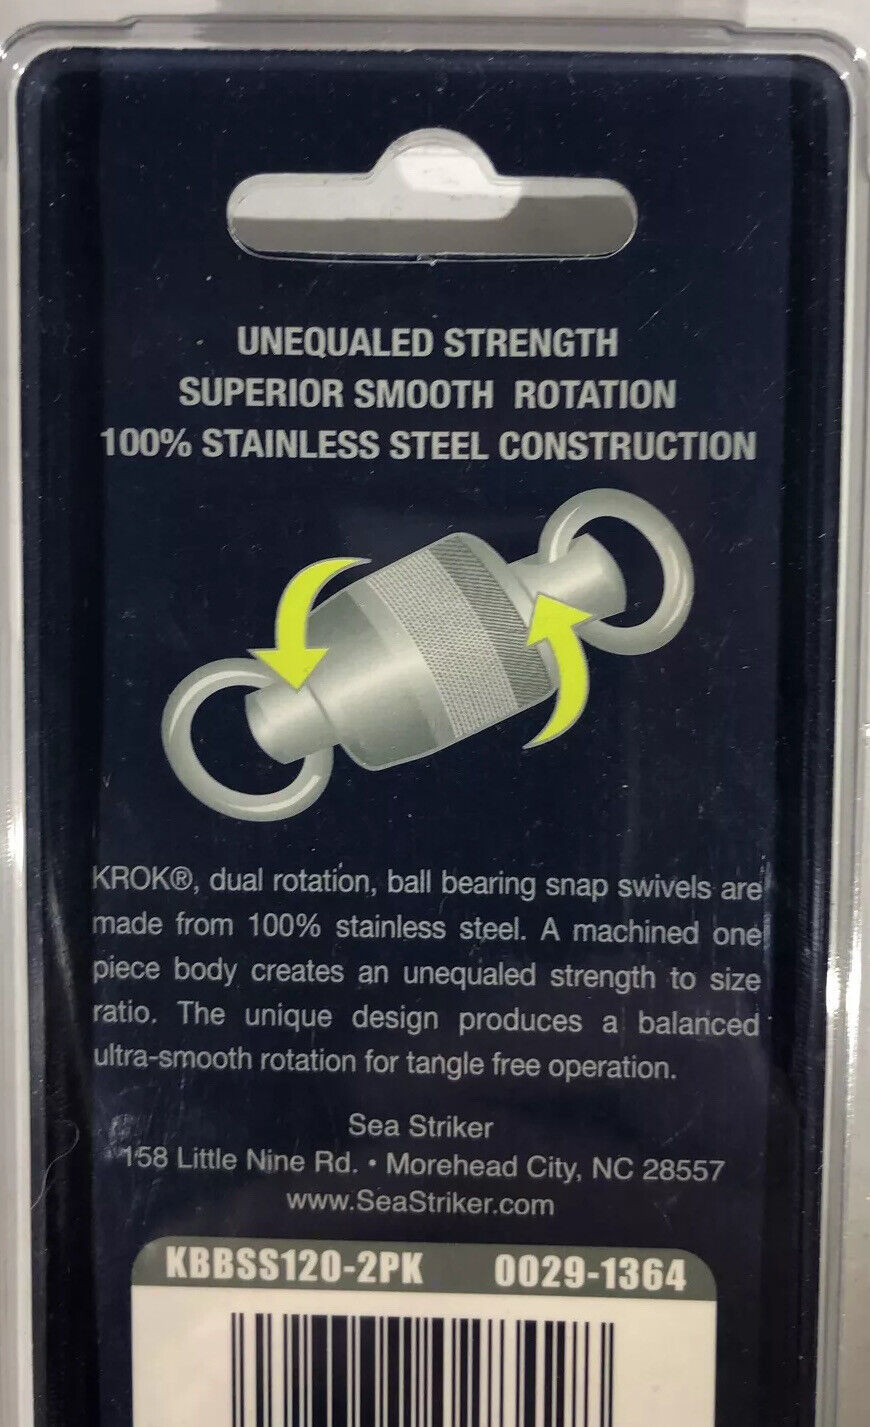 UNEQUALED STRENGTH
SUPERIOR SMOOTH ROTATION
100% STAINLESS STEEL CONSTRUCTION
KROK®, dual rotation, ball bearing snap swivels are
made from 100% stainless steel. A machined one
piece body creates an unequaled strength to size
ratio. The unique design produces a balanced
ultra-smooth rotation for tangle free operation.
Sea Striker
158 Little Nine Rd. • Morehead City, NC 28557
www.SeaStriker.com
KBBSS120-2PK 0029-1364